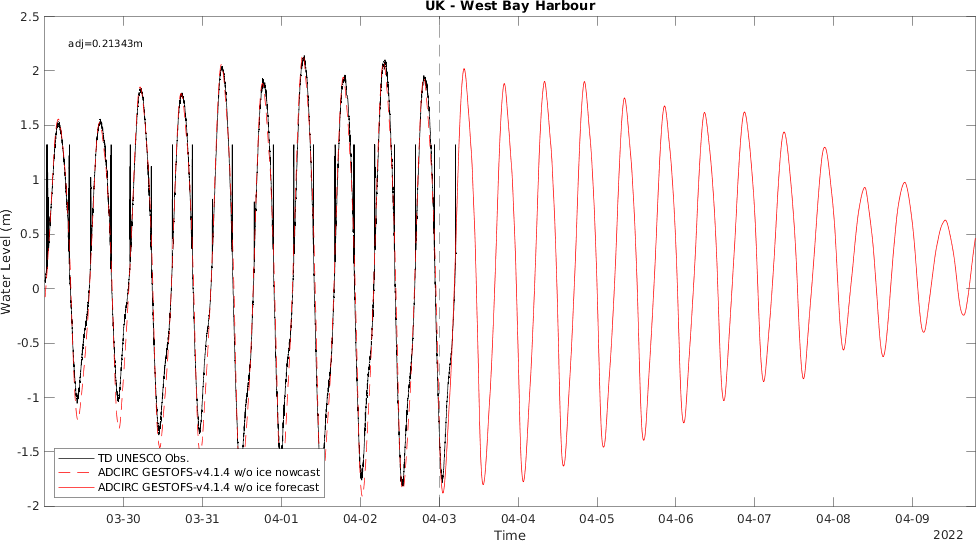 UK - West Bay Harbour
adj=0.21343m
Water Level (m)
2.5
2
1.5
1
0.5
0
-0.5
-1
-1.5
-2
TD UNESCO Obs.
ADCIRC GESTOFS-v4.1.4 w/o ice nowcast
ADCIRC GESTOFS-v4.1.4 w/o ice forecast
03-30 03-31 04-01 04-02 04-03 04-04 04-05 04-06 04-07 04-08 04-09
Time
2022